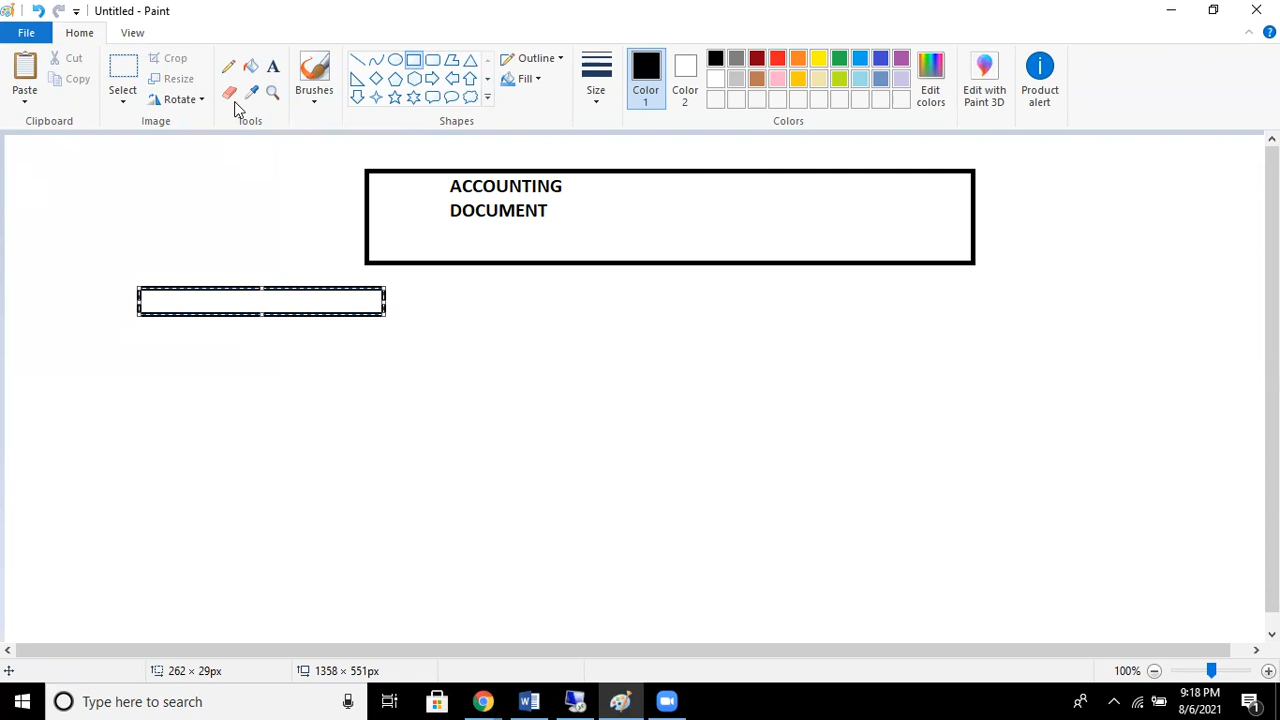 Untitled - Paint
File
Home
View
Paste
Cut
Copy
Clipboard
Select
Crop
Resize
Rotate
Image
A
Tools
Brushes
Outline
Fill
Shapes
Size
Color 1
Color 2
Edit colors
Colors
Edit with Paint 3D
Product alert
ACCOUNTING
DOCUMENT
262 × 29px
1358 × 551px
100%
Type here to search
9:18 PM
8/6/2021
1